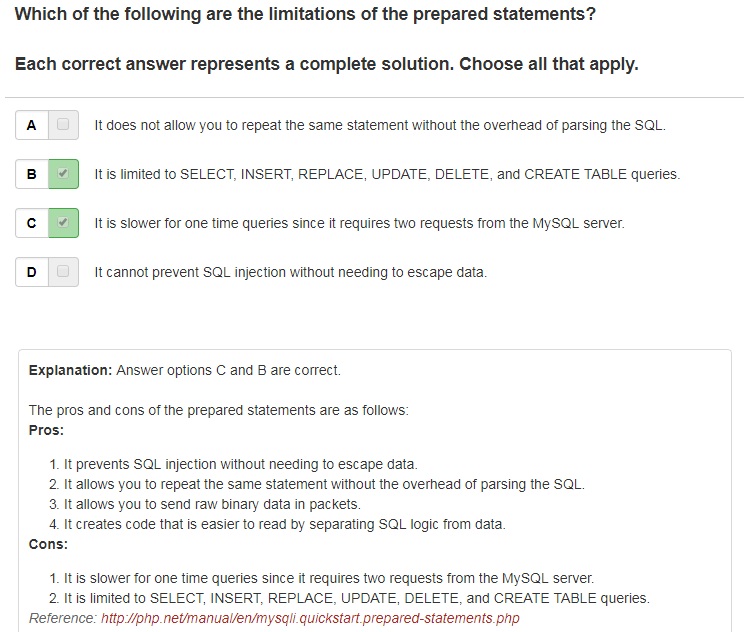 Which of the following are the limitations of the prepared statements?
Each correct answer represents a complete solution. Choose all that apply.
A It does not allow you to repeat the same statement without the overhead of parsing the SQL.
B It is limited to SELECT, INSERT, REPLACE, UPDATE, DELETE, and CREATE TABLE queries.
C It is slower for one time queries since it requires two requests from the MySQL server.
D It cannot prevent SQL injection without needing to escape data.
Explanation: Answer options C and B are correct.
The pros and cons of the prepared statements are as follows:
Pros:
1. It prevents SQL injection without needing to escape data.
2. It allows you to repeat the same statement without the overhead of parsing the SQL.
3. It allows you to send raw binary data in packets.
4. It creates code that is easier to read by separating SQL logic from data.
Cons:
1. It is slower for one time queries since it requires two requests from the MySQL server.
2. It is limited to SELECT, INSERT, REPLACE, UPDATE, DELETE, and CREATE TABLE queries.
Reference: http://php.net/manual/en/mysqli.quickstart.prepared-statements.php